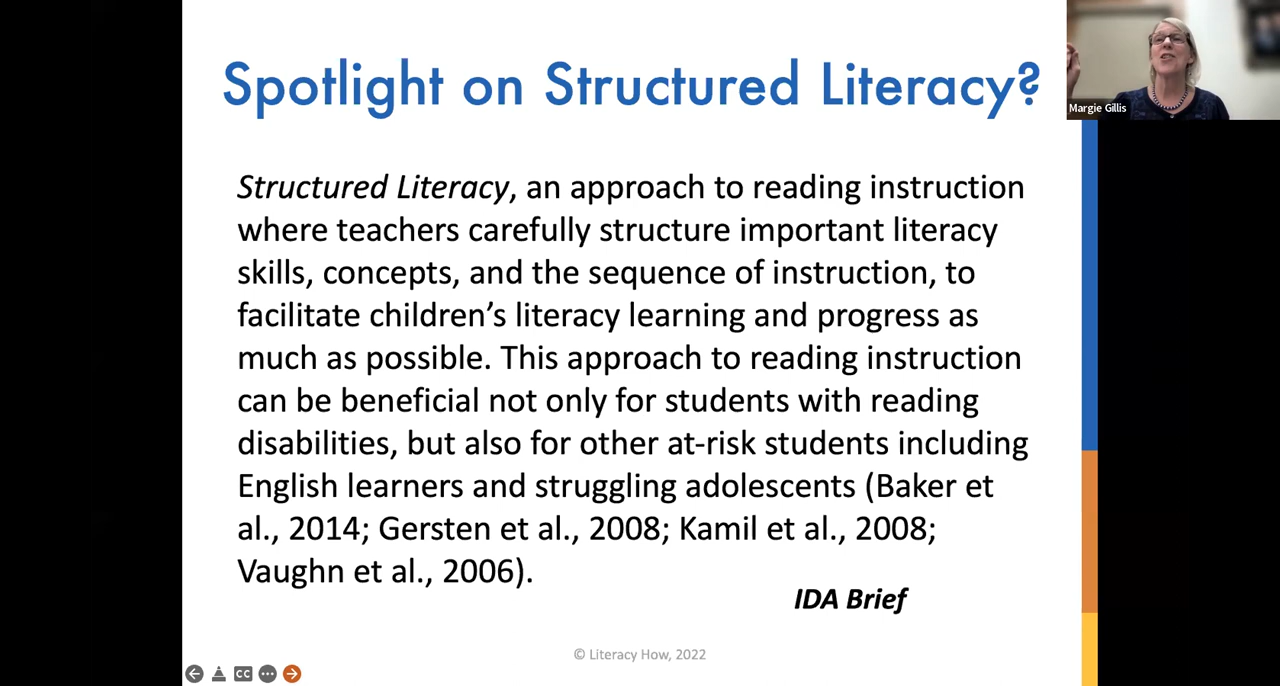 Spotlight on Structured Literacy?
Margie Gillis
Structured Literacy, an approach to reading instruction
where teachers carefully structure important literacy
skills, concepts, and the sequence of instruction, to
facilitate children’s literacy learning and progress as
much as possible. This approach to reading instruction
can be beneficial not only for students with reading
disabilities, but also for other at-risk students including
English learners and struggling adolescents (Baker et
al., 2014; Gersten et al., 2008; Kamil et al., 2008;
Vaughn et al., 2006).
IDA Brief
© Literacy How, 2022
CC